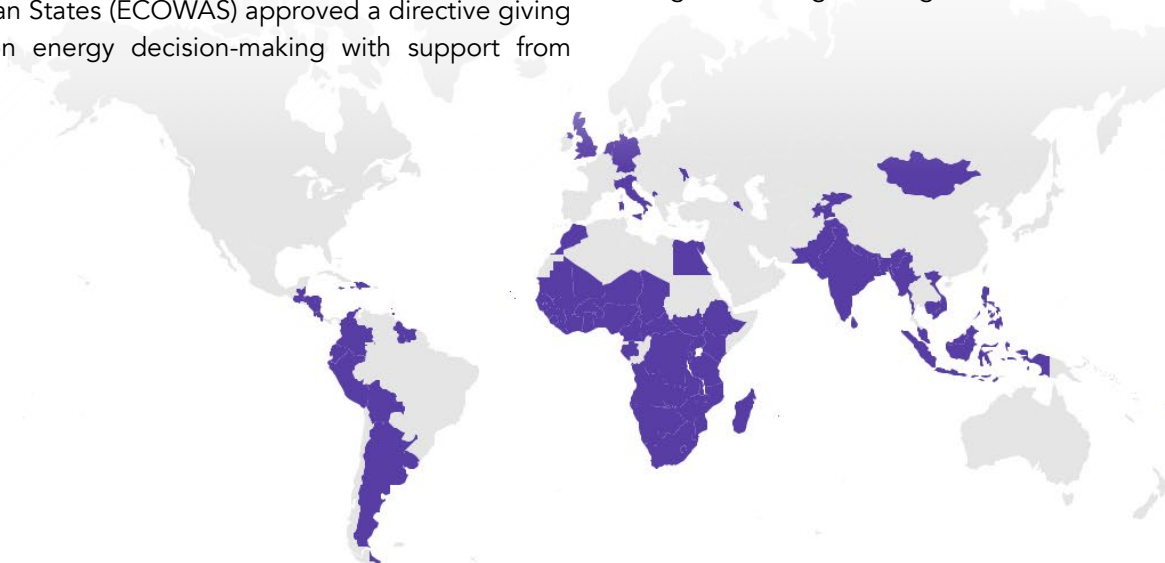 an States (ECOWAS) approved a directive giving
n energy decision-making with support from